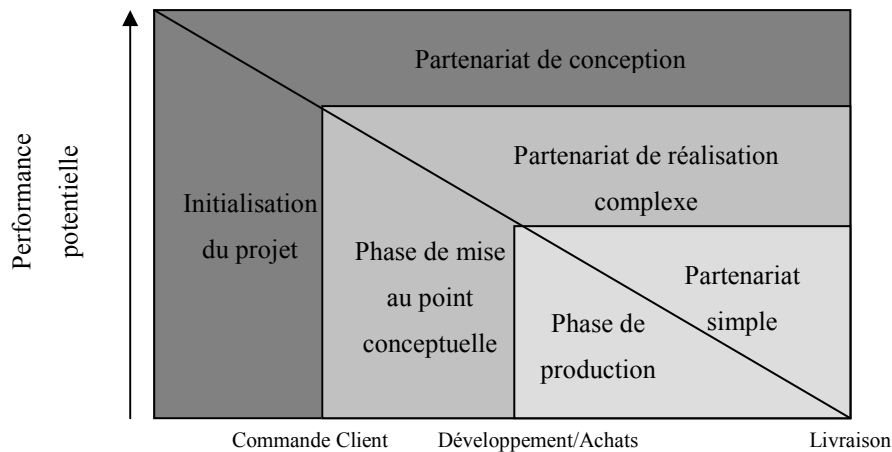 Performance
potentielle
Partenariat de conception
Partenariat de réalisation
complexe
Initialisation
du projet
Phase de mise
au point
conceptuelle
Partenariat
simple
Phase de
production
Commande Client
Développement/Achats
Livraison